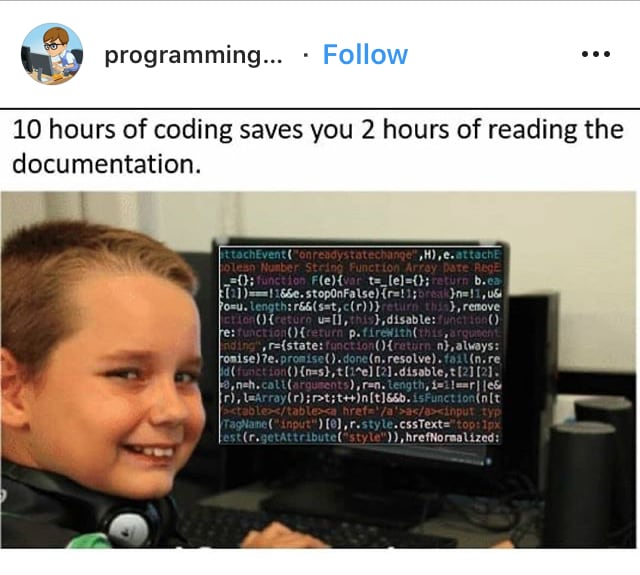 programming... · Follow
10 hours of coding saves you 2 hours of reading the
documentation.
ttachEvent("onreadystatechange",H),e.attachE
olean Number String Function Array Date RegE
_={};function F(e){var t=_[e]={};return b.ea
t[1])===!1&&e.stopOnFalse){r=!1;break}n=!1,u&
?o=u.length:r&&(s=t,c(r))}return this},remove
ction(){return u=[],this},disable:function()
re:function(){return p.fireWith(this,argument
nding",r={state:function(){return n},always:
romise)?e.promise().done(n.resolve).fail(n.re
id(function(){n=s},t[1^e][2].disable,t[2][2].
=0,n=h.call(arguments),r=n.length,i=1!==r||e&
(r),l=Array(r);r>t;t++)n[t]&&b.isFunction(n[t
><table></table><a href='/a'>a</a><input typ
/TagName("input")[0],r.style.cssText="top:1px
est(r.getAttribute("style")),hrefNormalized: